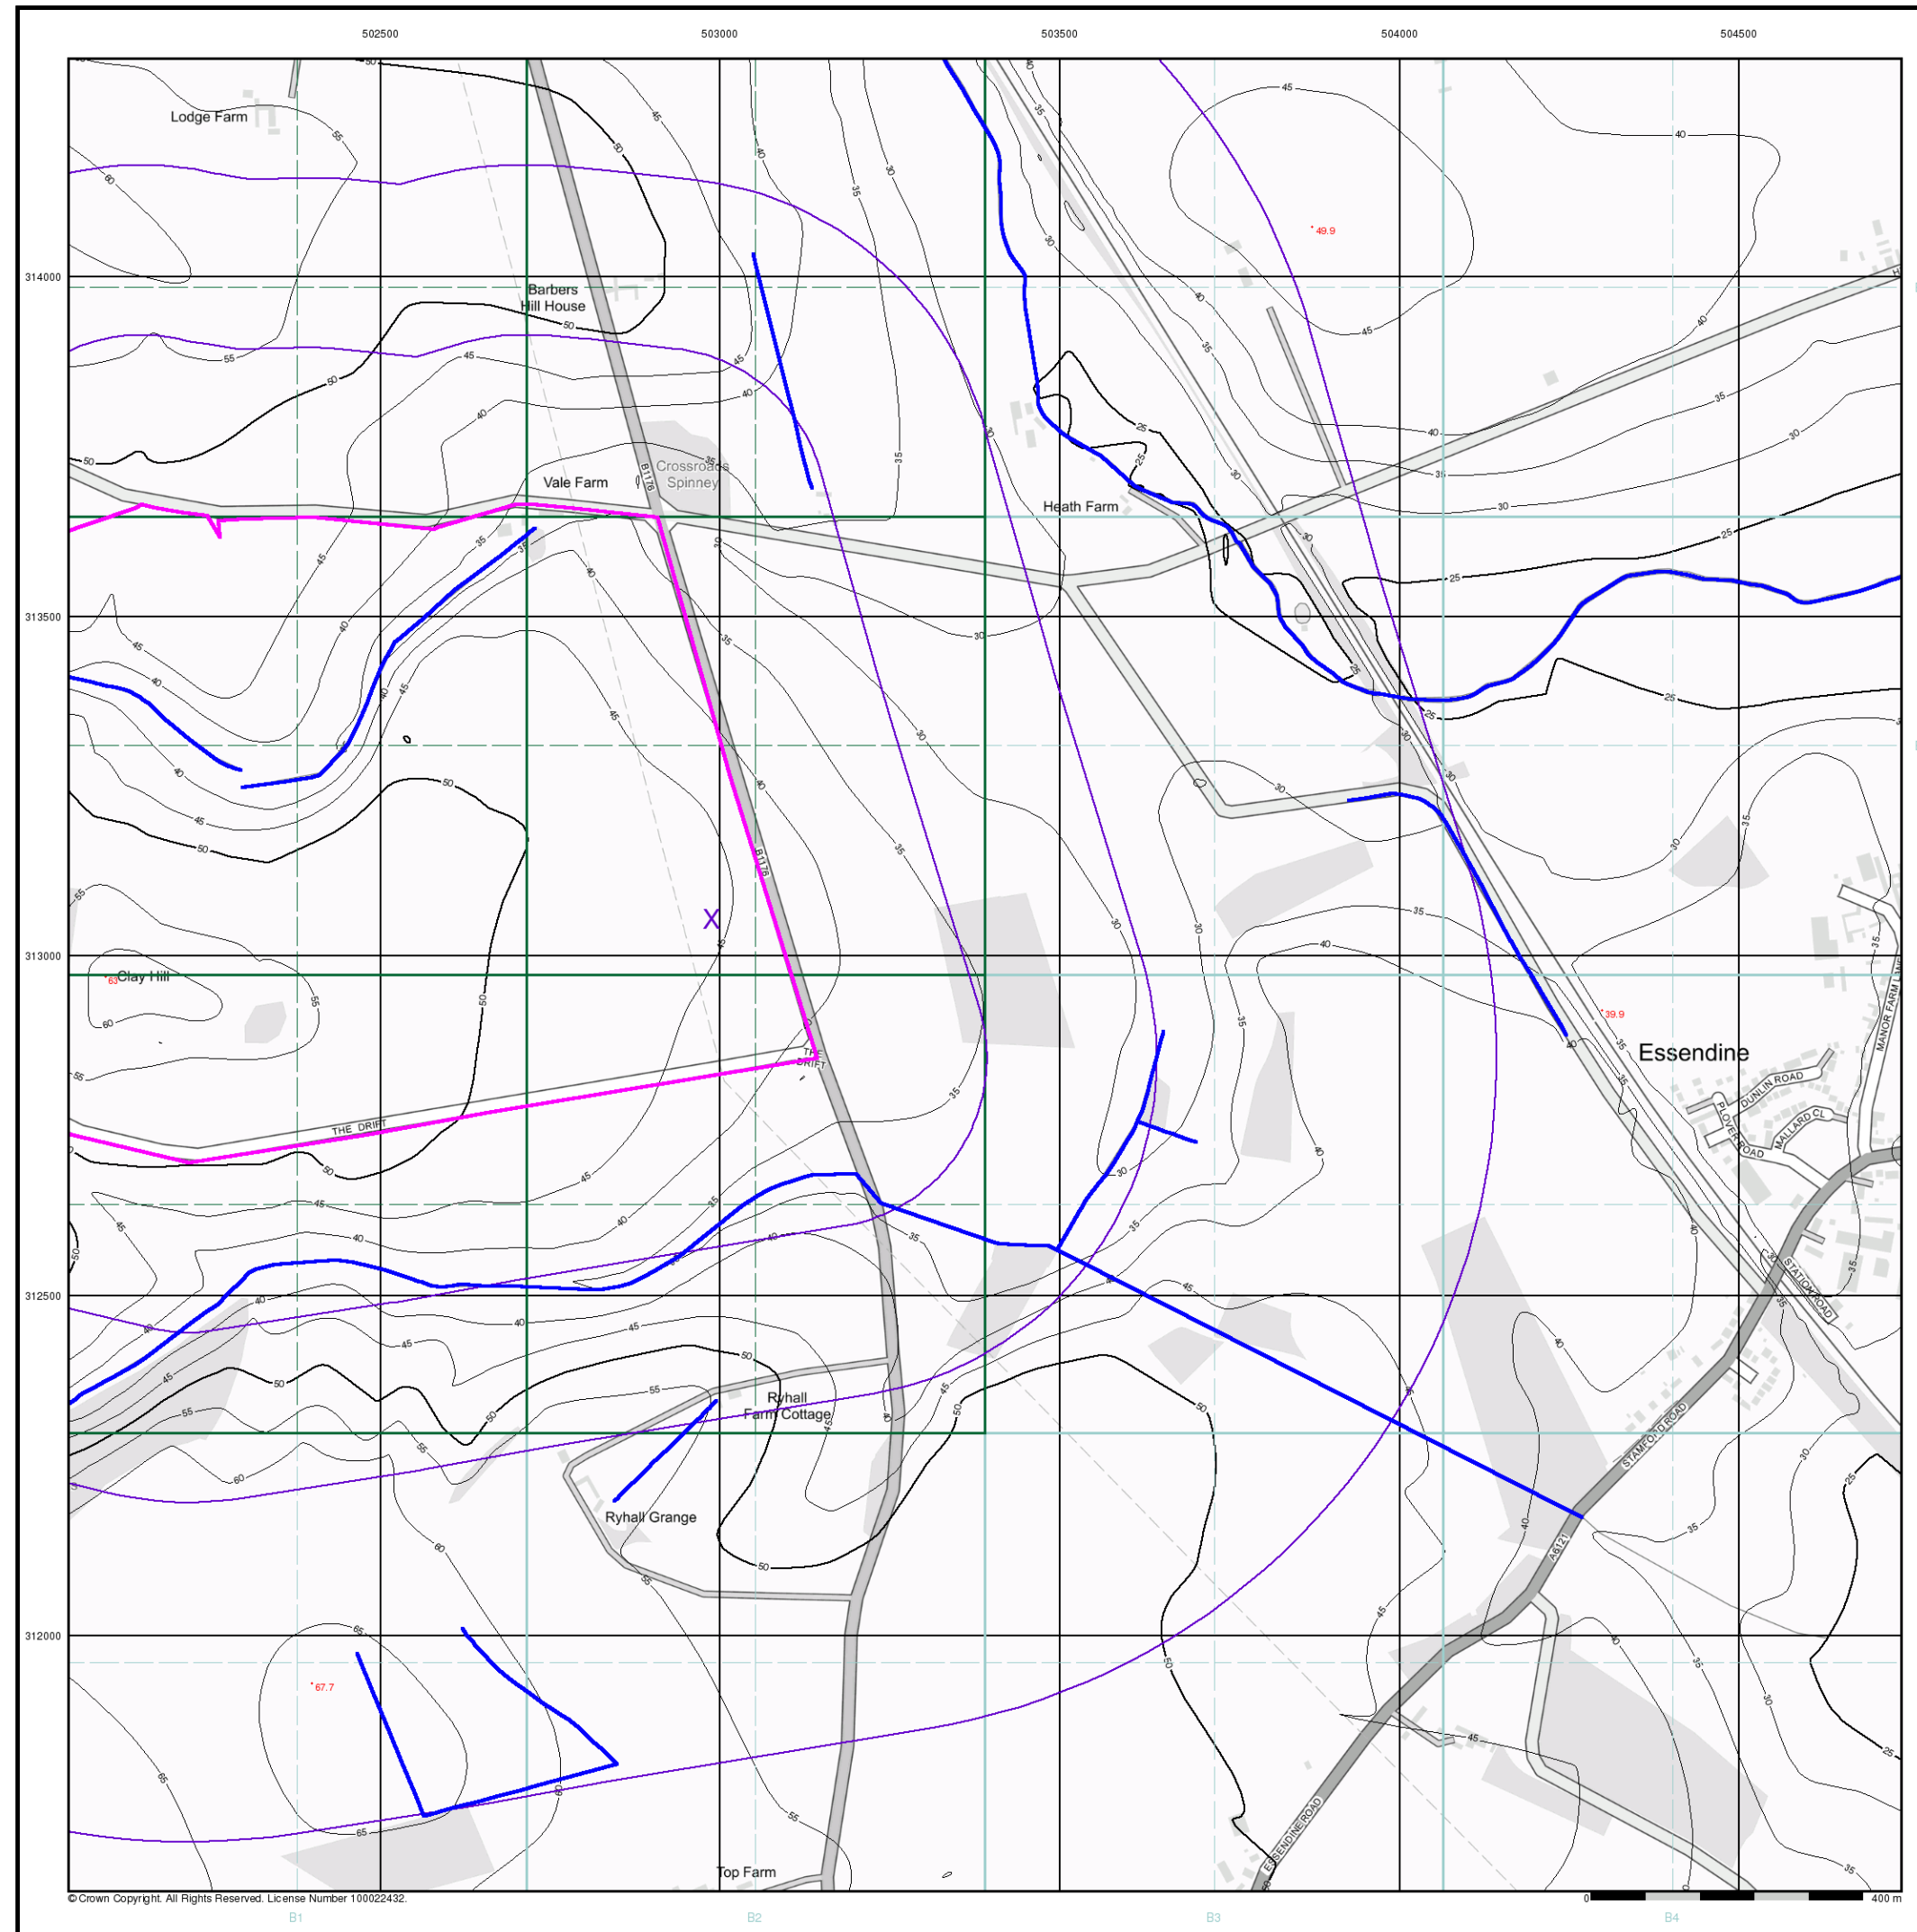 502500 503000 503500 504000 504500
Lodge Farm
49.9
314000
Barbers
Hill House
B1176
Crossroads
Spinney
Vale Farm
Heath Farm
313500
B1176
X
313000
63
Clay Hill
39.9
Essendine
MANOR FARM LANE
THE
DRIFT
DUNLIN ROAD
PLOVER ROAD
MALLARD CL
THE DRIFT
312500
STATION ROAD
Ryhall
Farm Cottage
STAMFORD ROAD
Ryhall Grange
A6121
312000
67.7
ESSENDINE ROAD
Top Farm
© Crown Copyright. All Rights Reserved. License Number 100022432.
0 400 m
B1 B2 B3 B4